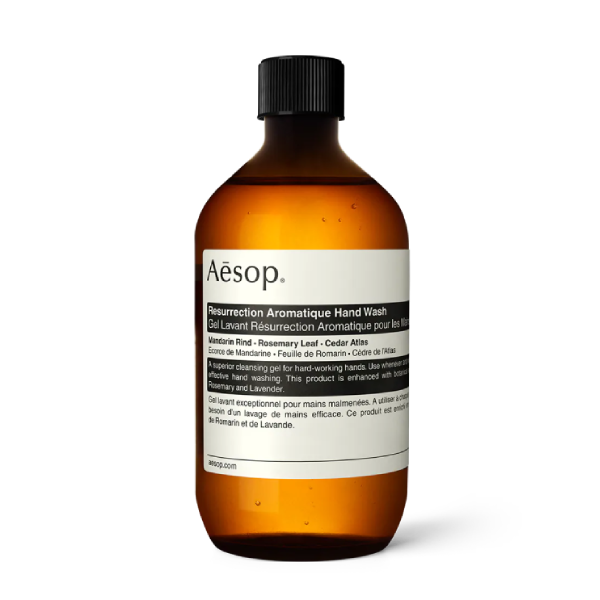 Aēsop®
Resurrection Aromatique Hand Wash
Gel Lavant Résurrection Aromatique pour les
Mandarin Rind • Rosemary Leaf • Cedar Atlas
Ecorce de Mandarine • Feuille de Romarin • Cèdre de l'Atlas
A superior cleansing gel for hard-working hands. Use whenever
effective hand washing. This product is enhanced with
Rosemary and Lavender.
Gel lavant exceptionnel pour mains malmenées. A utiliser à
besoin d'un lavage de mains efficace. Ce produit est
de Romarin et de Lavande.
aesop.com